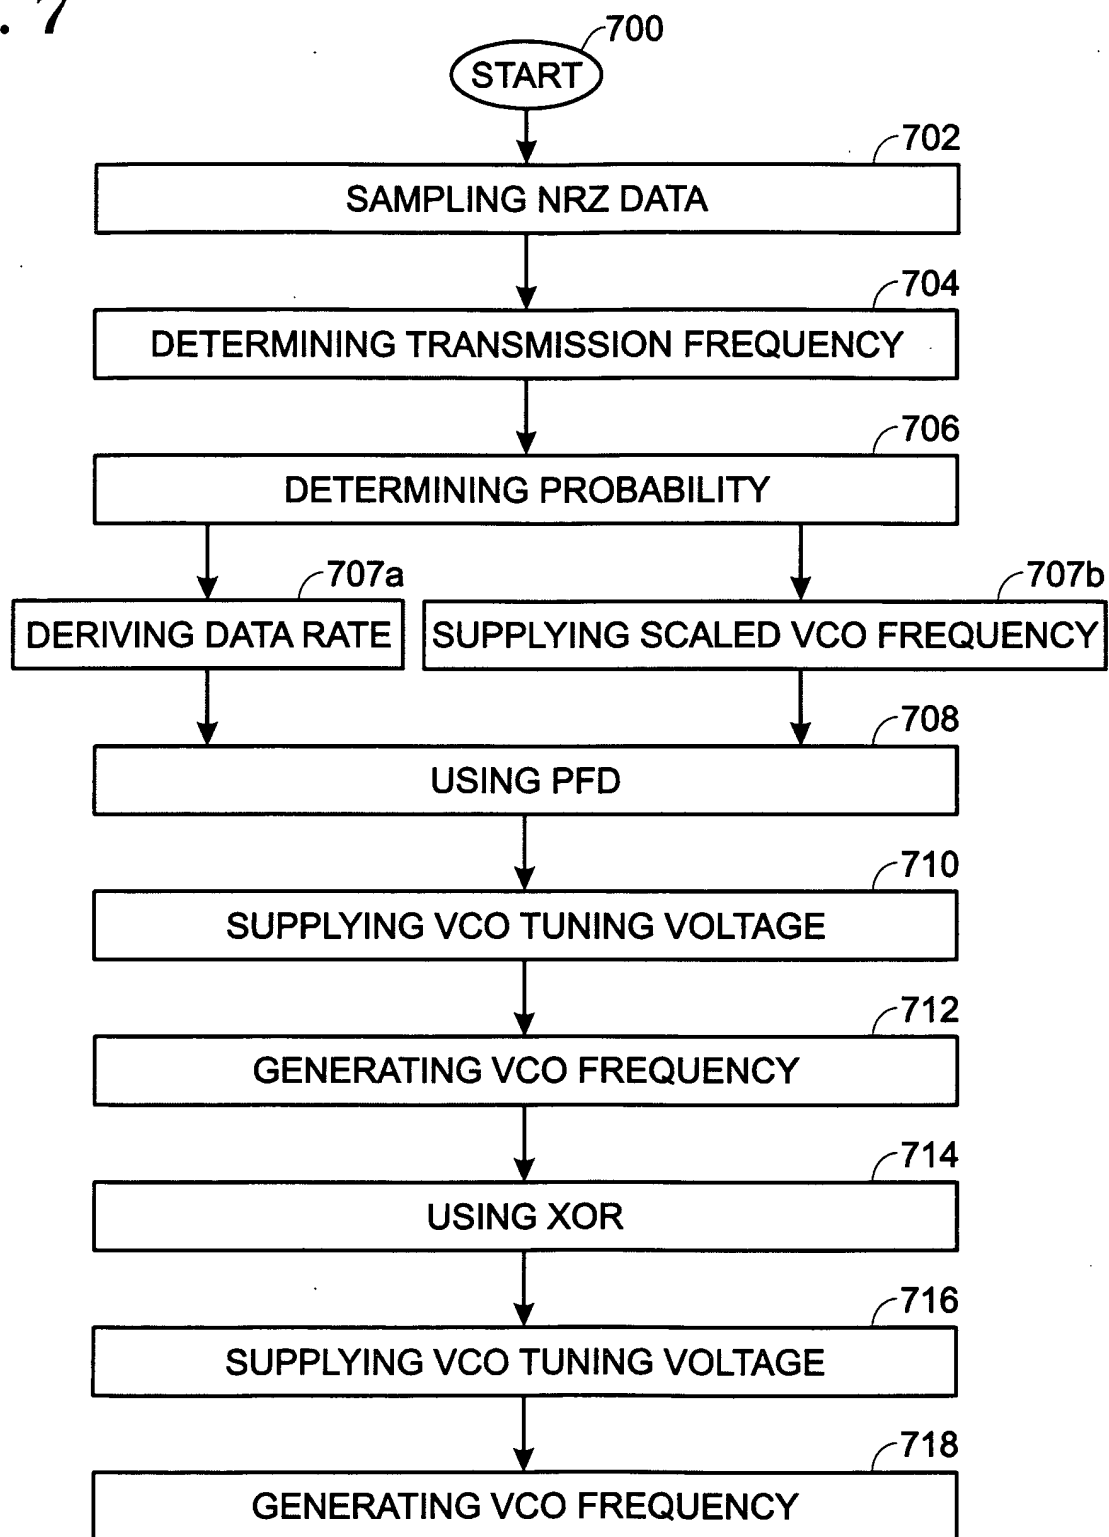 . 7
700
START
702
SAMPLING NRZ DATA
704
DETERMINING TRANSMISSION FREQUENCY
706
DETERMINING PROBABILITY
707a
707b
DERIVING DATA RATE
SUPPLYING SCALED VCO FREQUENCY
708
USING PFD
710
SUPPLYING VCO TUNING VOLTAGE
712
GENERATING VCO FREQUENCY
714
USING XOR
716
SUPPLYING VCO TUNING VOLTAGE
718
GENERATING VCO FREQUENCY